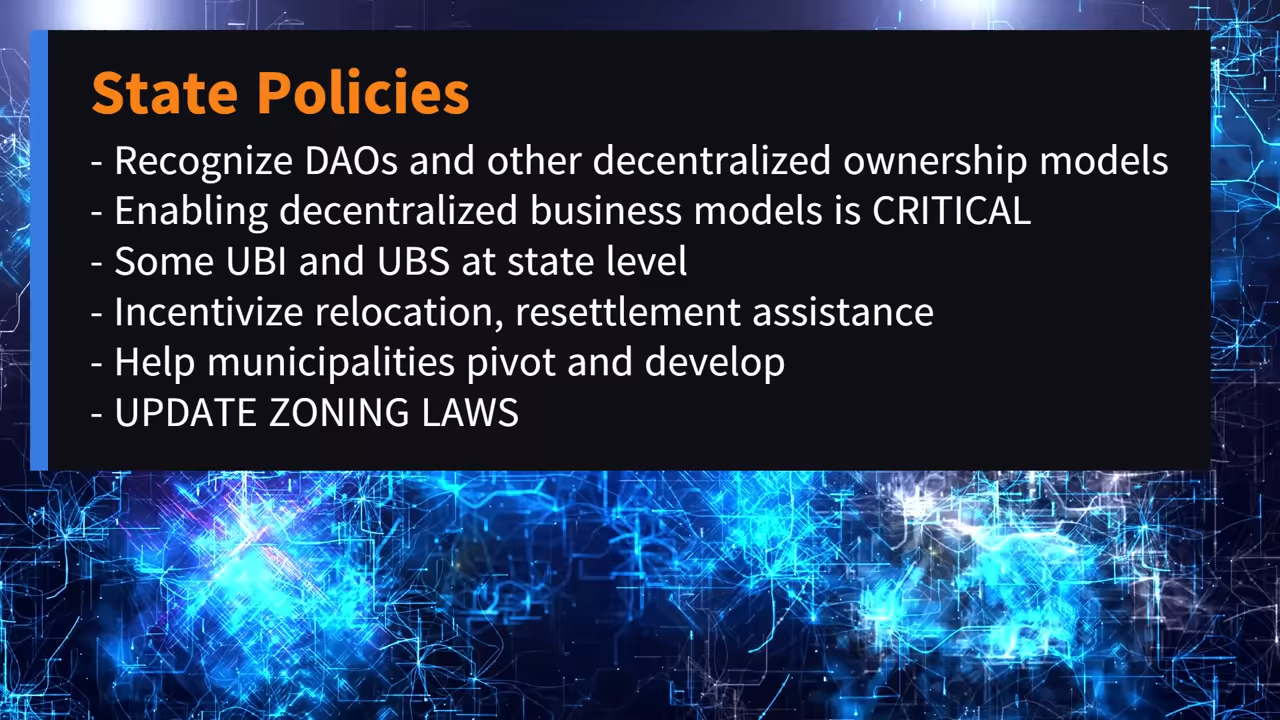 State Policies
- Recognize DAOs and other decentralized ownership models
- Enabling decentralized business models is CRITICAL
- Some UBI and UBS at state level
- Incentivize relocation, resettlement assistance
- Help municipalities pivot and develop
- UPDATE ZONING LAWS